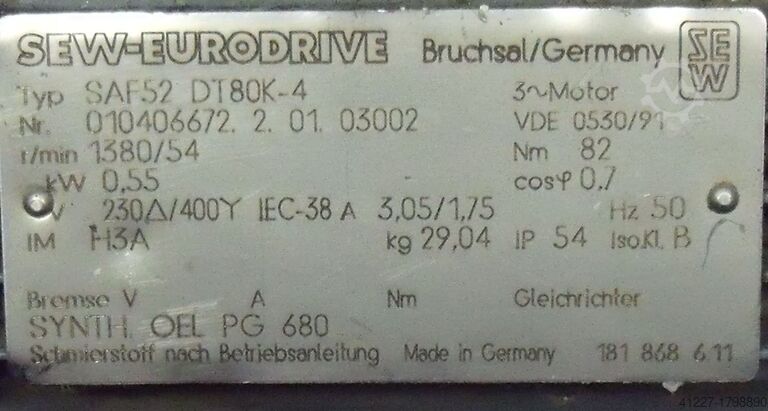 SEW-EURODRIVE Bruchsal/Germany SEW
Typ SAF52 DT80K-4 3~Motor
Nr. 010406672. 2. 01. 03002 VDE 0530/91
r/min 1380/54 Nm 82
kW 0,55 cosφ 0.7
V 230Δ/400Y IEC-38 A 3,05/1,75 Hz 50
IM H3A kg 29,04 IP 54 Iso.Kl. B
Bremse V A Nm Gleichrichter
SYNTH. OEL PG 680
Schmierstoff nach Betriebsanleitung Made in Germany 181 868 6.11
41227-1798890